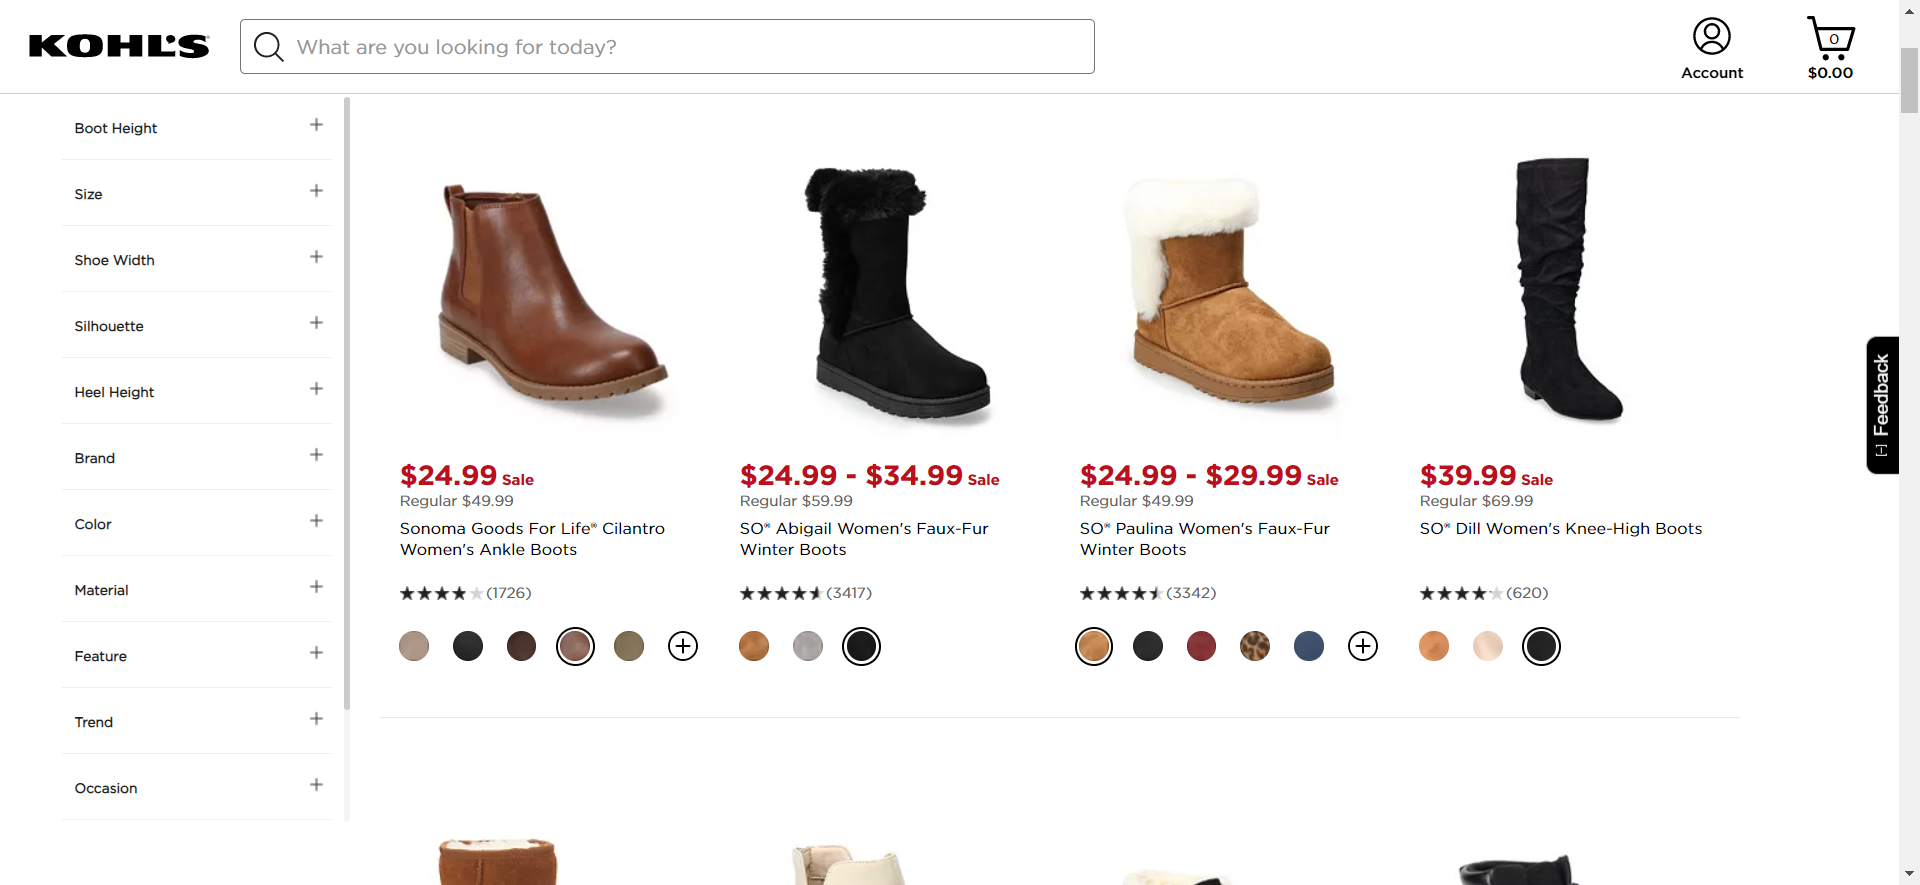 KOHL'S
What are you looking for today?
Account
0
$0.00
Boot Height
Size
Shoe Width
Silhouette
Heel Height
Brand
Color
Material
Feature
Trend
Occasion
$24.99 Sale
Regular $49.99
Sonoma Goods For Life® Cilantro
Women's Ankle Boots
(1726)
$24.99 - $34.99 Sale
Regular $59.99
SO® Abigail Women's Faux-Fur
Winter Boots
(3417)
$24.99 - $29.99 Sale
Regular $49.99
SO® Paulina Women's Faux-Fur
Winter Boots
(3342)
$39.99 Sale
Regular $69.99
SO® Dill Women's Knee-High Boots
(620)
[-] Feedback